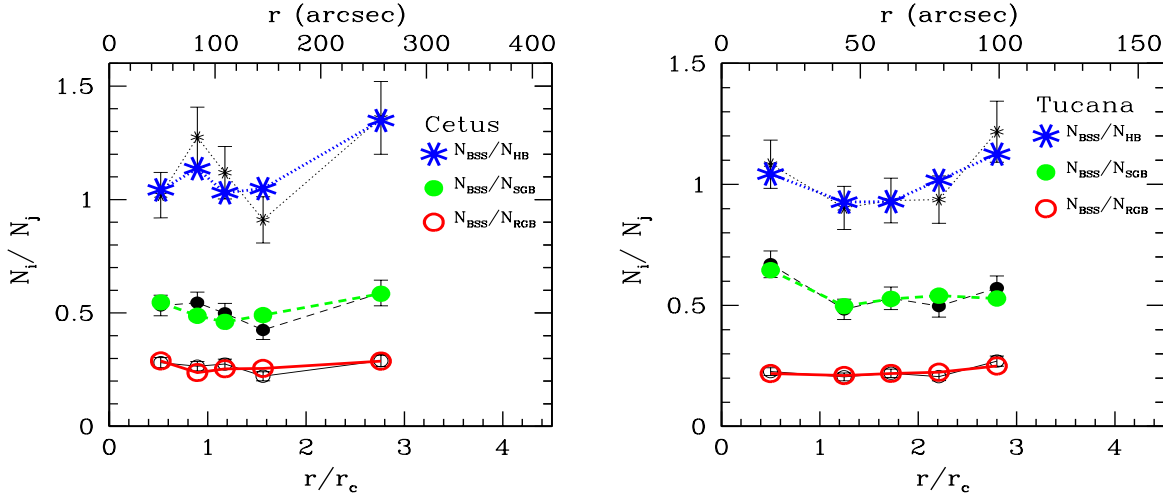 r (arcsec)
0 100 200 300 400
1.5
1
0.5
0
N_i/ N_j
Cetus
N_BSS/N_HB
N_BSS/N_SGB
N_BSS/N_RGB
0 1 2 3 4
r/r_c
r (arcsec)
0 50 100 150
1.5
1
0.5
0
N_i/ N_j
Tucana
N_BSS/N_HB
N_BSS/N_SGB
N_BSS/N_RGB
0 1 2 3 4
r/r_c